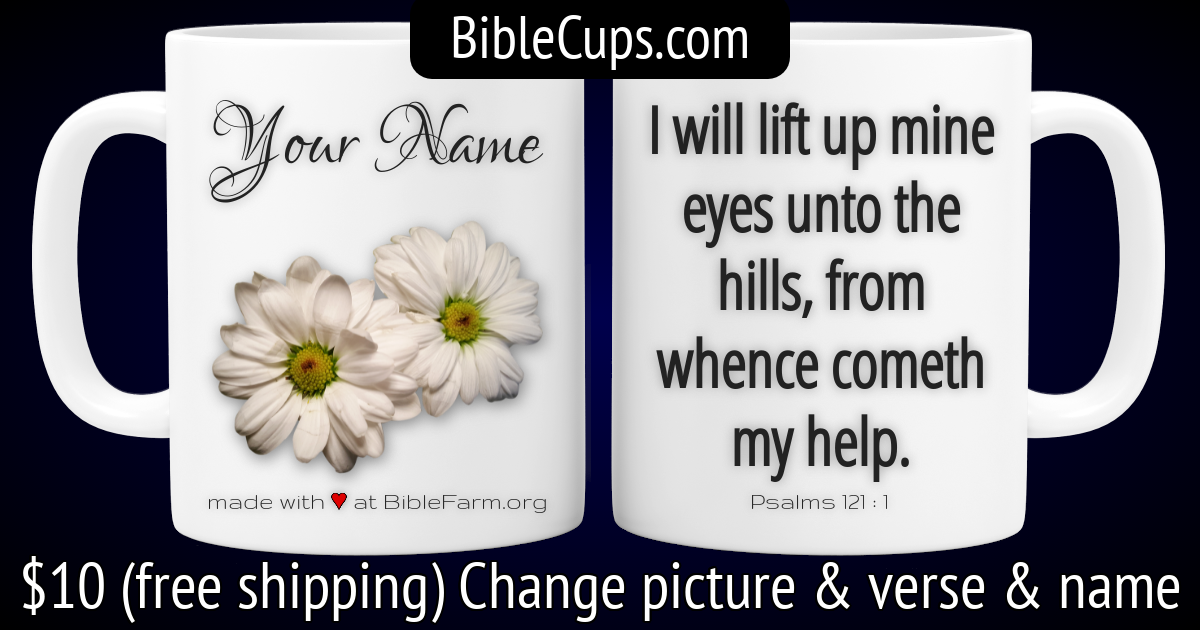 BibleCups.com
Your Name
made with ♥ at BibleFarm.org
I will lift up mine
eyes unto the
hills, from
whence cometh
my help.
Psalms 121 : 1
$10 (free shipping) Change picture & verse & name